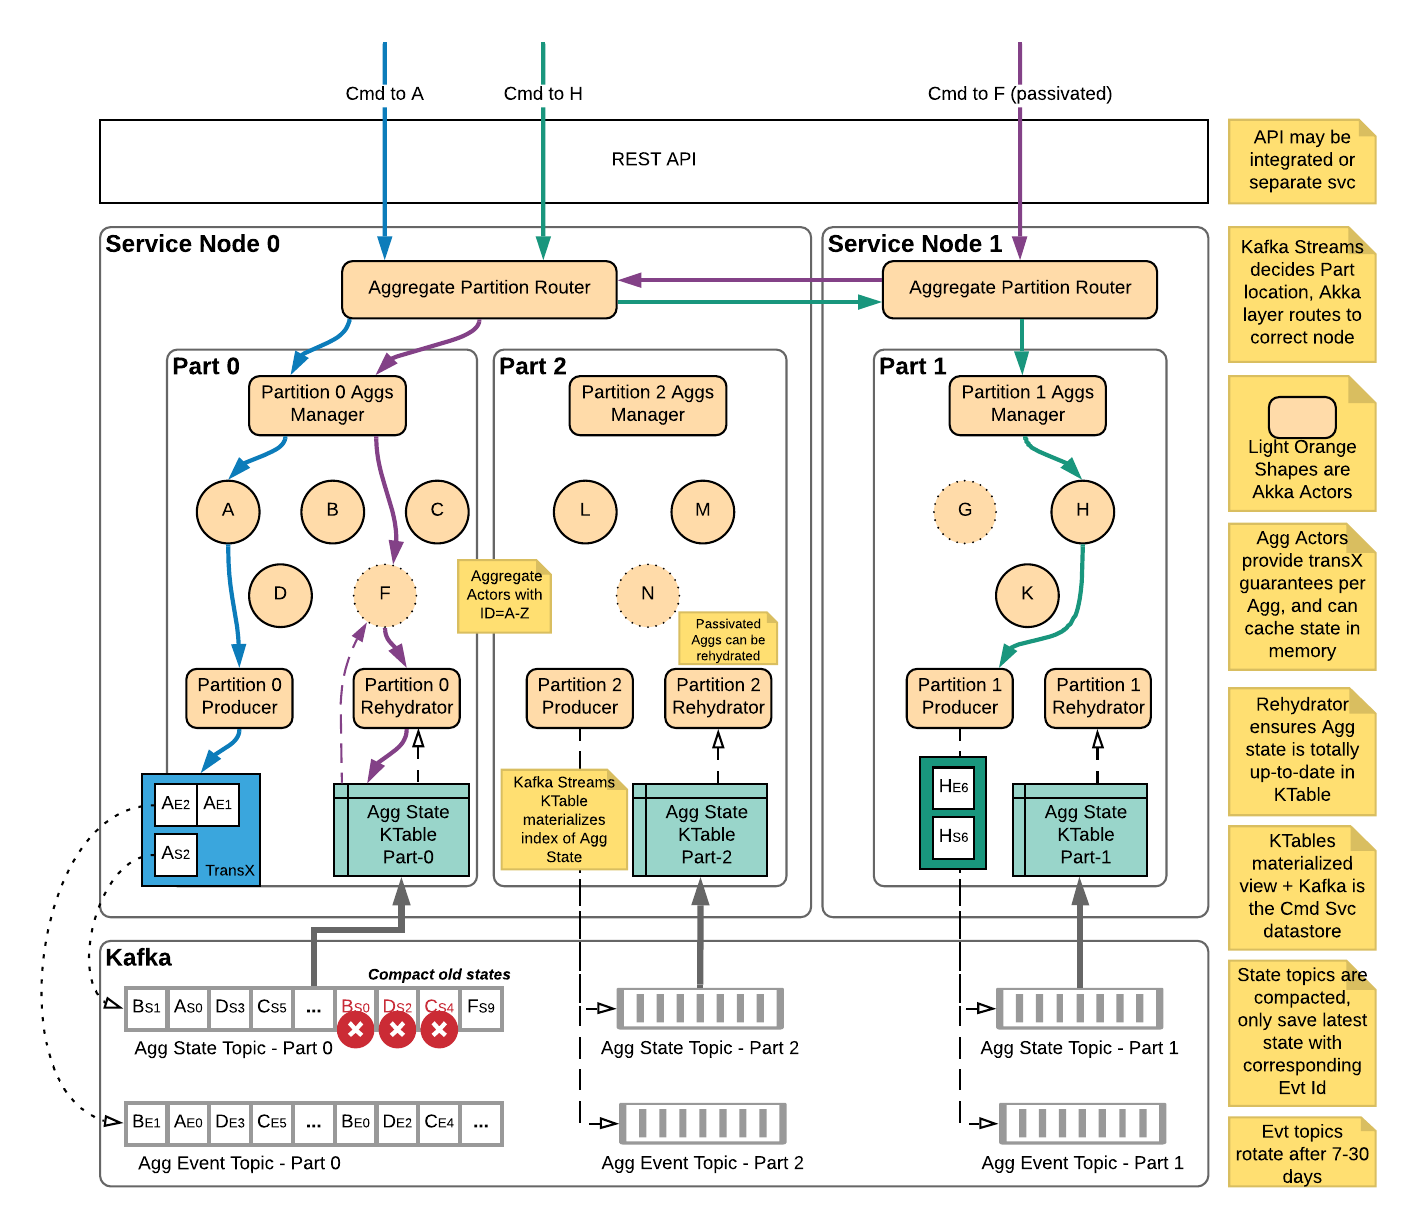 Cmd to A
Cmd to H
Cmd to F (passivated)
REST API
API may be
integrated or
separate svc
Service Node 0
Service Node 1
Aggregate Partition Router
Aggregate Partition Router
Kafka Streams
decides Part
location, Akka
layer routes to
correct node
Part 0
Part 2
Part 1
Partition 0 Aggs
Manager
Partition 2 Aggs
Manager
Partition 1 Aggs
Manager
Light Orange
Shapes are
Akka Actors
A
B
C
L
M
G
H
D
F
N
K
Aggregate
Actors with
ID=A-Z
Passivated
Aggs can be
rehydrated
Agg Actors
provide transX
guarantees per
Agg, and can
cache state in
memory
Partition 0
Producer
Partition 0
Rehydrator
Partition 2
Producer
Partition 2
Rehydrator
Partition 1
Producer
Partition 1
Rehydrator
Rehydrator
ensures Agg
state is totally
up-to-date in
KTable
AE2
AE1
AS2
TransX
Agg State
KTable
Part-0
Kafka Streams
KTable
materializes
index of Agg
State
Agg State
KTable
Part-2
HE6
HS6
Agg State
KTable
Part-1
KTables
materialized
view + Kafka is
the Cmd Svc
datastore
Kafka
Compact old states
BS1
AS0
DS3
CS5
...
BS0
DS2
CS4
FS9
Agg State Topic - Part 0
Agg State Topic - Part 2
Agg State Topic - Part 1
State topics are
compacted,
only save latest
state with
corresponding
Evt Id
BE1
AE0
DE3
CE5
...
BE0
DE2
CE4
...
Agg Event Topic - Part 0
Agg Event Topic - Part 2
Agg Event Topic - Part 1
Evt topics
rotate after 7-30
days